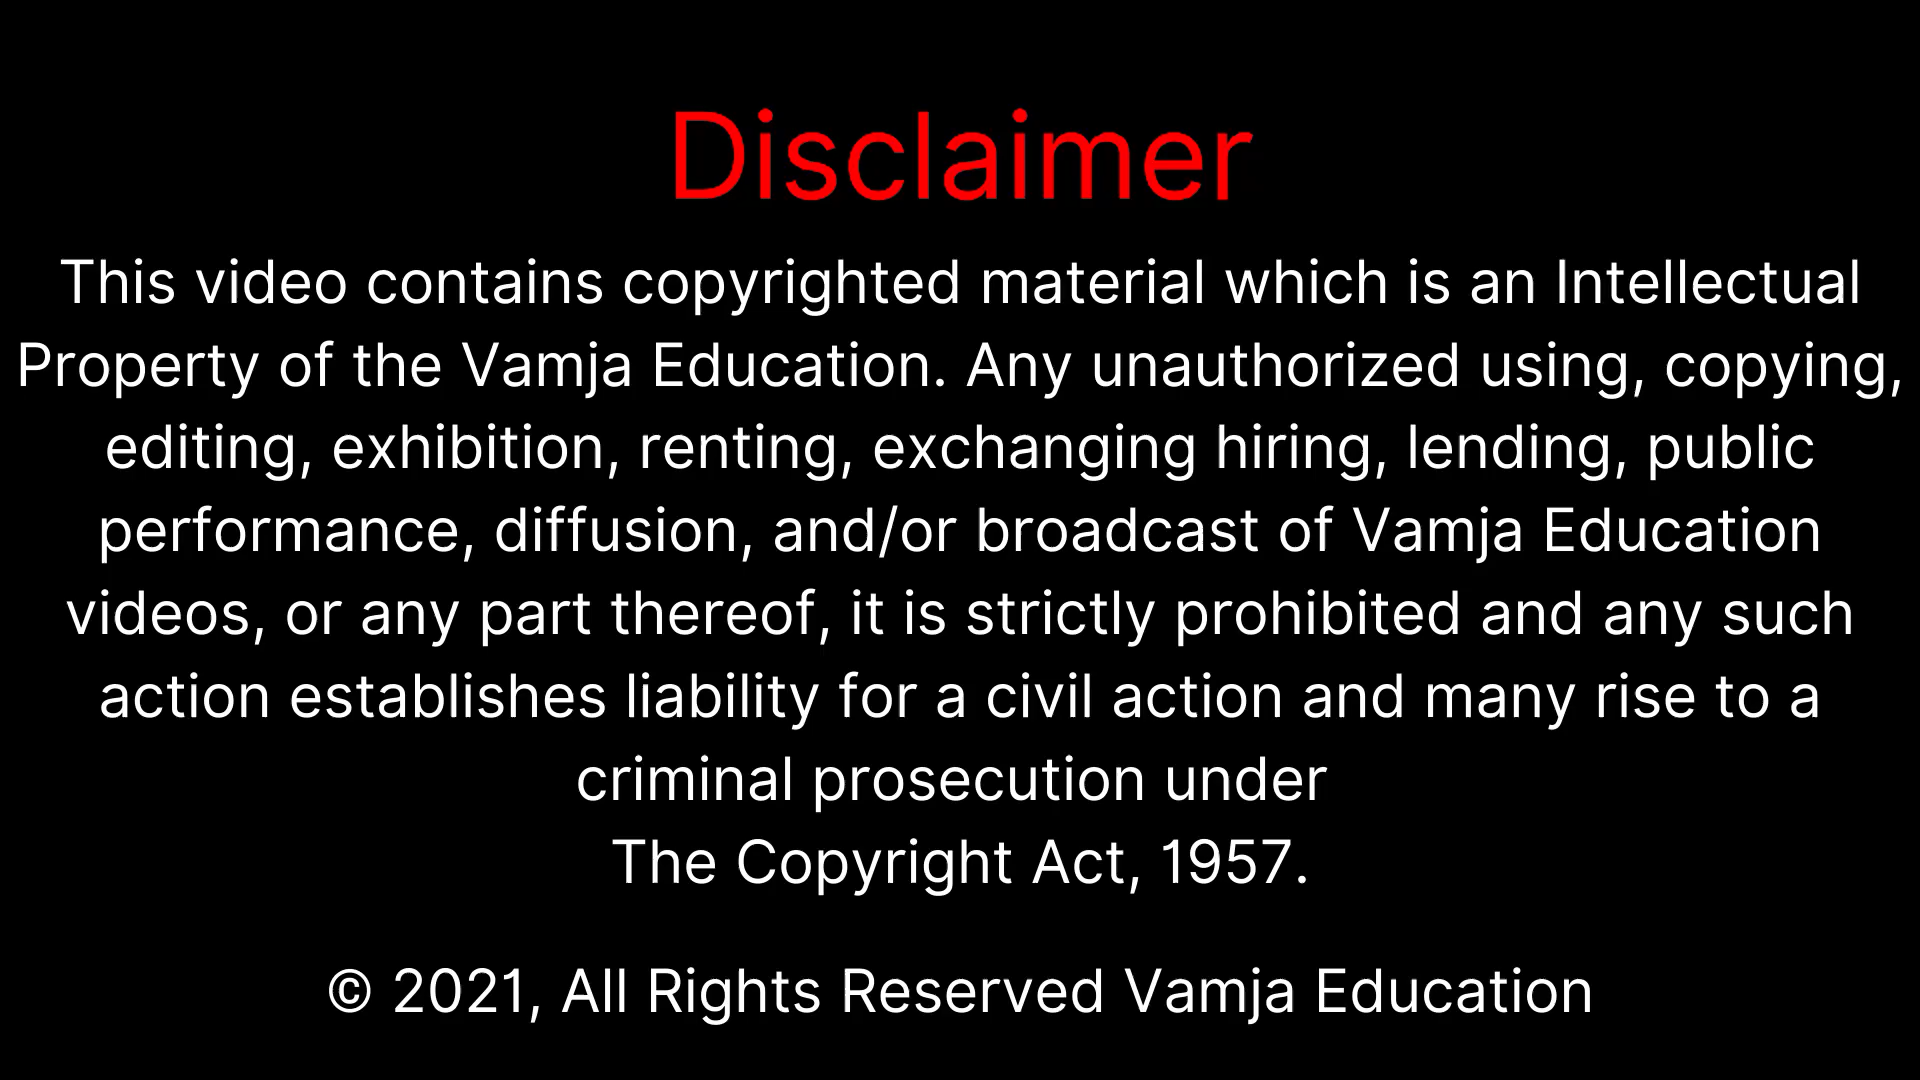 Disclaimer
This video contains copyrighted material which is an Intellectual
Property of the Vamja Education. Any unauthorized using, copying,
editing, exhibition, renting, exchanging hiring, lending, public
performance, diffusion, and/or broadcast of Vamja Education
videos, or any part thereof, it is strictly prohibited and any such
action establishes liability for a civil action and many rise to a
criminal prosecution under
The Copyright Act, 1957.
© 2021, All Rights Reserved Vamja Education